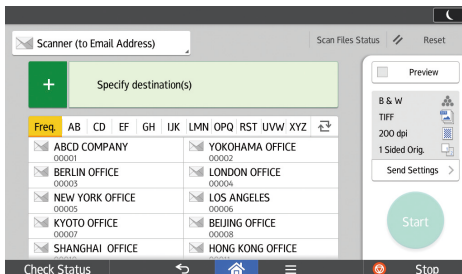 Scanner (to Email Address)
Scan Files Status
Reset
+
Specify destination(s)
Preview
B & W
TIFF
200 dpi
1 Sided Orig.
Send Settings >
Start
Freq. AB CD EF GH IJK LMN OPQ RST UVW XYZ
ABCD COMPANY
00001
YOKOHAMA OFFICE
00002
BERLIN OFFICE
00003
LONDON OFFICE
00004
NEW YORK OFFICE
00005
LOS ANGELES
00006
KYOTO OFFICE
00007
BEIJING OFFICE
00008
SHANGHAI OFFICE
HONG KONG OFFICE
Check Status
Stop